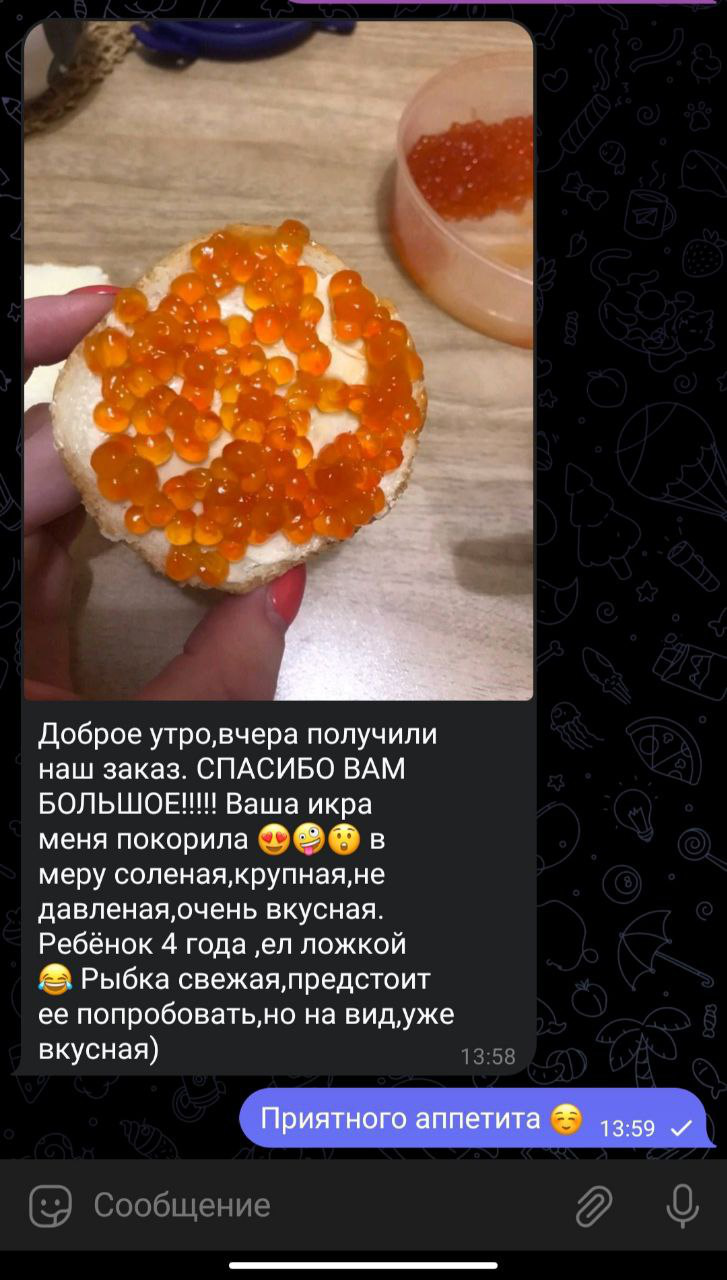 Доброе утро,вчера получили
наш заказ. СПАСИБО ВАМ
БОЛЬШОЕ!!!!! Ваша икра
меня покорила 😍🤪😲 в
меру соленая,крупная,не
давленая,очень вкусная.
Ребёнок 4 года ,ел ложкой
😂 Рыбка свежая,предстоит
ее попробовать,но на вид,уже
вкусная)
13:58
Приятного аппетита ☺️ 13:59
Сообщение